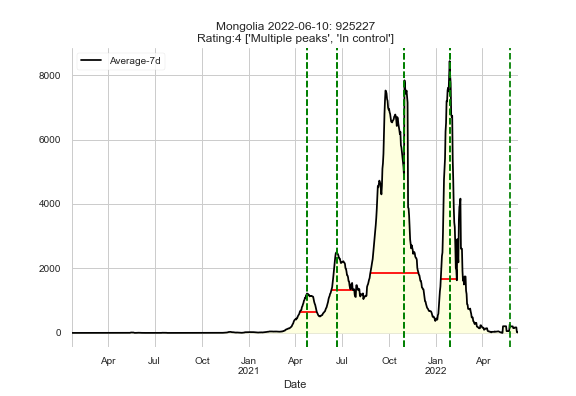 Mongolia 2022-06-10: 925227
Rating:4 ['Multiple peaks', 'In control']
Average-7d
8000
6000
4000
2000
0
Apr Jul Oct Jan Apr Jul Oct Jan Apr
2021 2022
Date